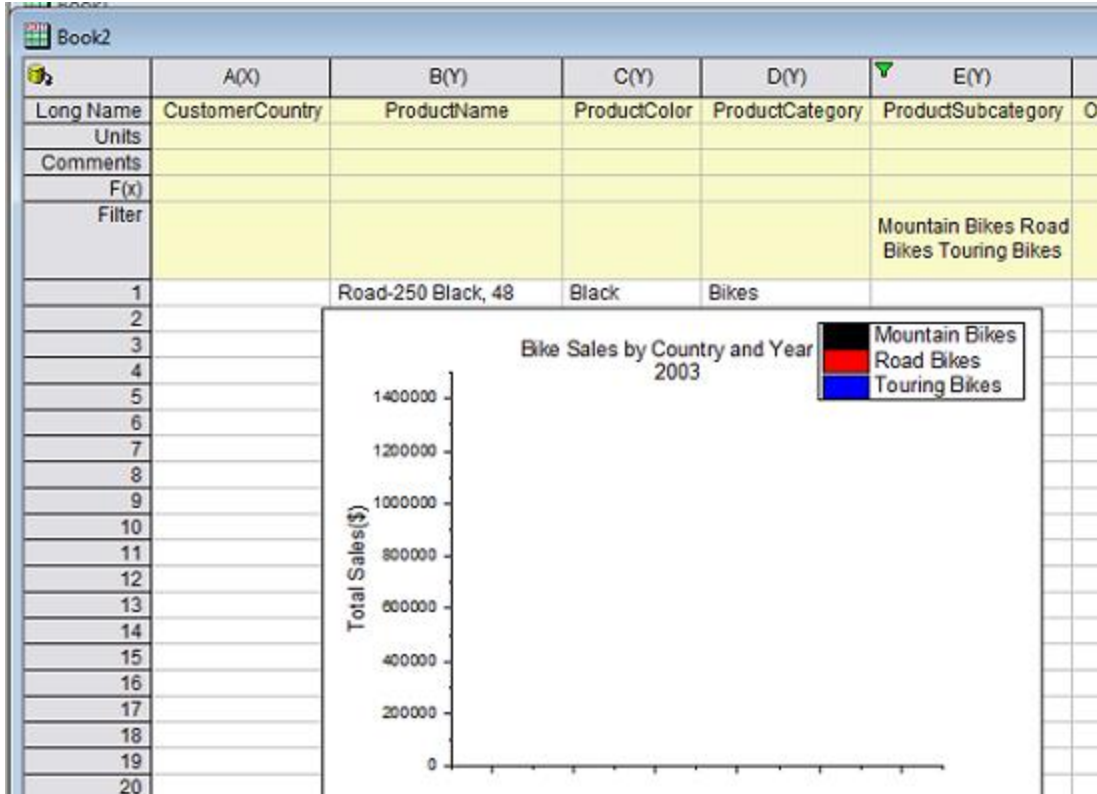 Book2
A(X) B(Y) C(Y) D(Y) E(Y)
Long Name CustomerCountry ProductName ProductColor ProductCategory ProductSubcategory O
Units
Comments
F(x)
Filter
Mountain Bikes Road
Bikes Touring Bikes
1 Road-250 Black, 48 Black Bikes
2
3
4
5
6
7
8
9
10
11
12
13
14
15
16
17
18
19
20
Bike Sales by Country and Year
2003
Mountain Bikes
Road Bikes
Touring Bikes
Total Sales($)
1400000
1200000
1000000
800000
600000
400000
200000
0